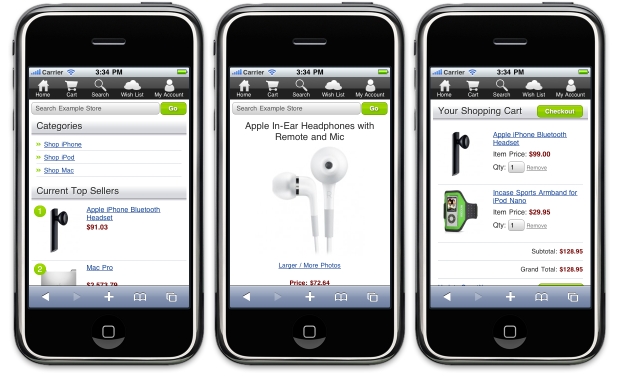 Carrier 3:34 PM
Home Cart Search Wish List My Account
Search Example Store Go
Categories
» Shop iPhone
» Shop iPod
» Shop Mac
Current Top Sellers
1 Apple iPhone Bluetooth
Headset
$91.03
2 Mac Pro
$2,573.79
Carrier 3:34 PM
Home Cart Search Wish List My Account
Search Example Store Go
Apple In-Ear Headphones with
Remote and Mic
Larger / More Photos
Price: $72.64
Carrier 3:34 PM
Home Cart Search Wish List My Account
Your Shopping Cart Checkout
Apple iPhone Bluetooth
Headset
Item Price: $99.00
Qty: 1 Remove
Incase Sports Armband for
iPod Nano
Item Price: $29.95
Qty: 1 Remove
Subtotal: $128.95
Grand Total: $128.95